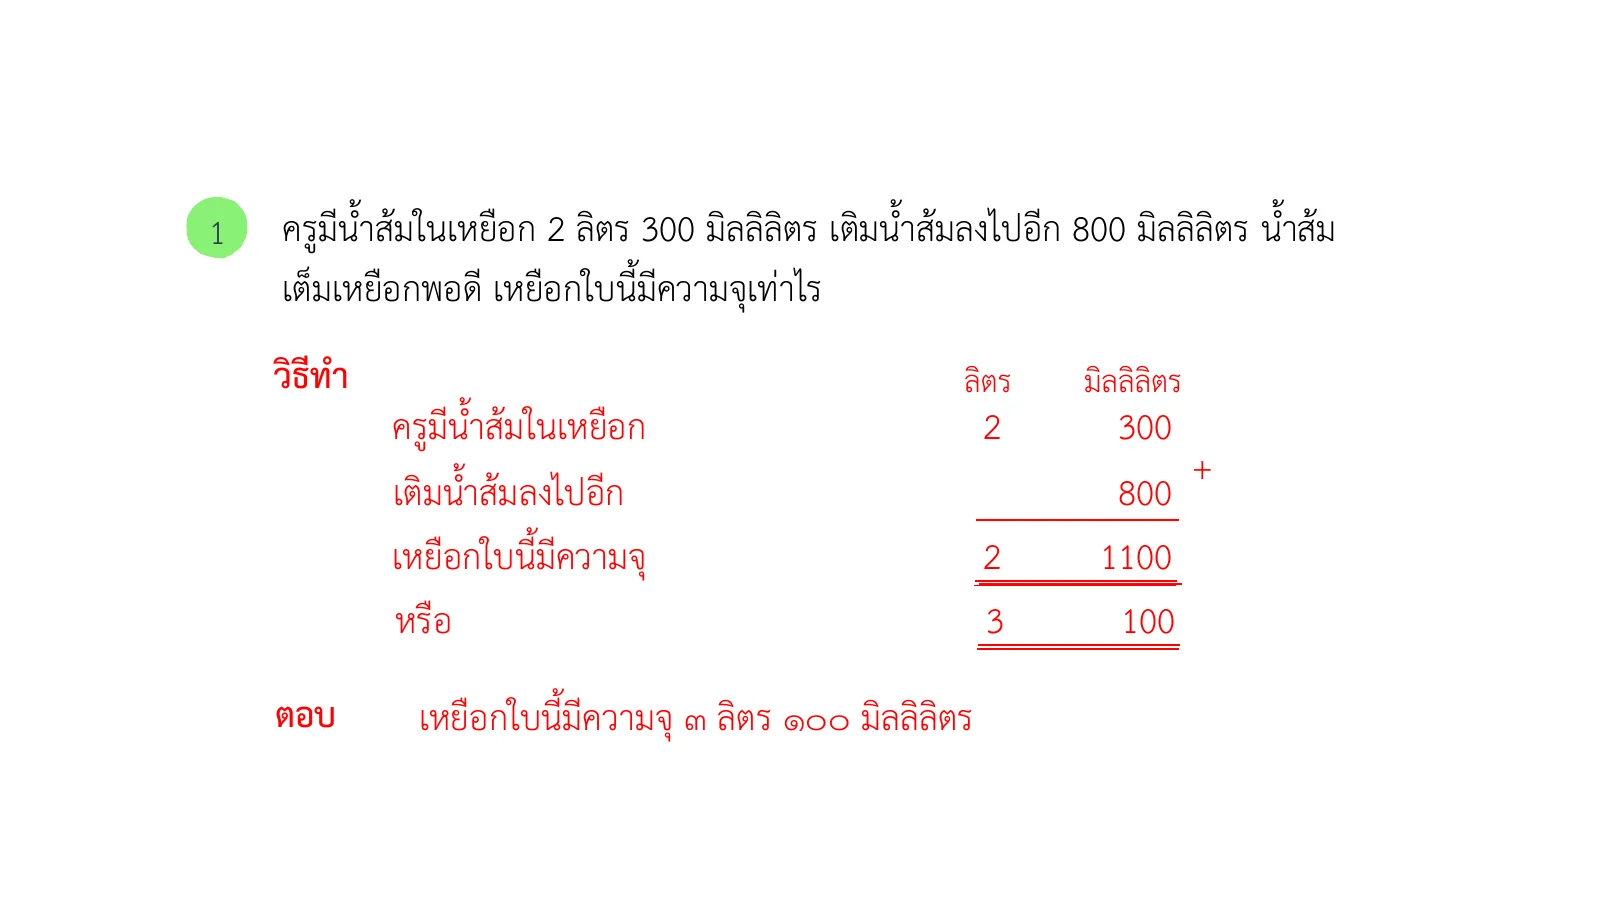 1 ครูมีน้ำส้มในเหยือก 2 ลิตร 300 มิลลิลิตร เติมน้ำส้มลงไปอีก 800 มิลลิลิตร น้ำส้ม
เต็มเหยือกพอดี เหยือกใบนี้มีความจุเท่าไร
วิธีทำ ลิตร มิลลิลิตร
ครูมีน้ำส้มในเหยือก 2 300
+
เติมน้ำส้มลงไปอีก 800
เหยือกใบนี้มีความจุ 2 1100
หรือ 3 100
ตอบ เหยือกใบนี้มีความจุ ๓ ลิตร ๑๐๐ มิลลิลิตร